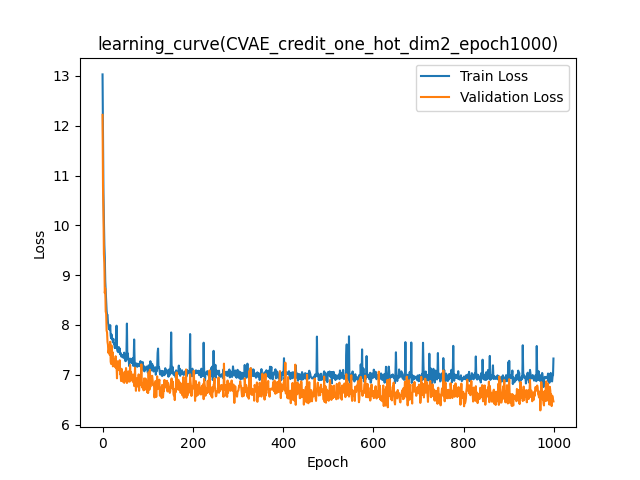 learning_curve(CVAE_credit_one_hot_dim2_epoch1000)
Train Loss
Validation Loss
13
12
11
10
9
8
7
6
Loss
0 200 400 600 800 1000
Epoch